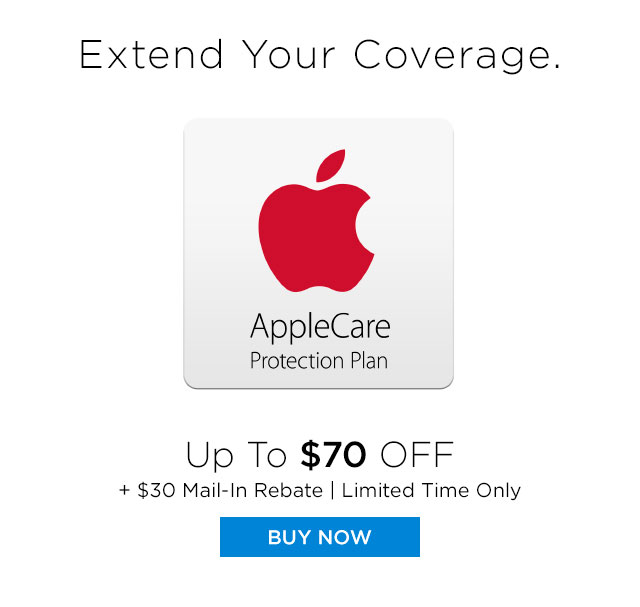 Extend Your Coverage.
AppleCare
Protection Plan
Up To $70 OFF
+ $30 Mail-In Rebate | Limited Time Only
BUY NOW